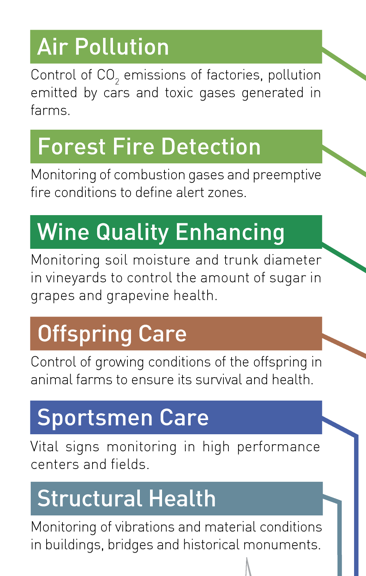 Air Pollution
Control of CO₂ emissions of factories, pollution
emitted by cars and toxic gases generated in
farms.
Forest Fire Detection
Monitoring of combustion gases and preemptive
fire conditions to define alert zones.
Wine Quality Enhancing
Monitoring soil moisture and trunk diameter
in vineyards to control the amount of sugar in
grapes and grapevine health.
Offspring Care
Control of growing conditions of the offspring in
animal farms to ensure its survival and health.
Sportsmen Care
Vital signs monitoring in high performance
centers and fields.
Structural Health
Monitoring of vibrations and material conditions
in buildings, bridges and historical monuments.